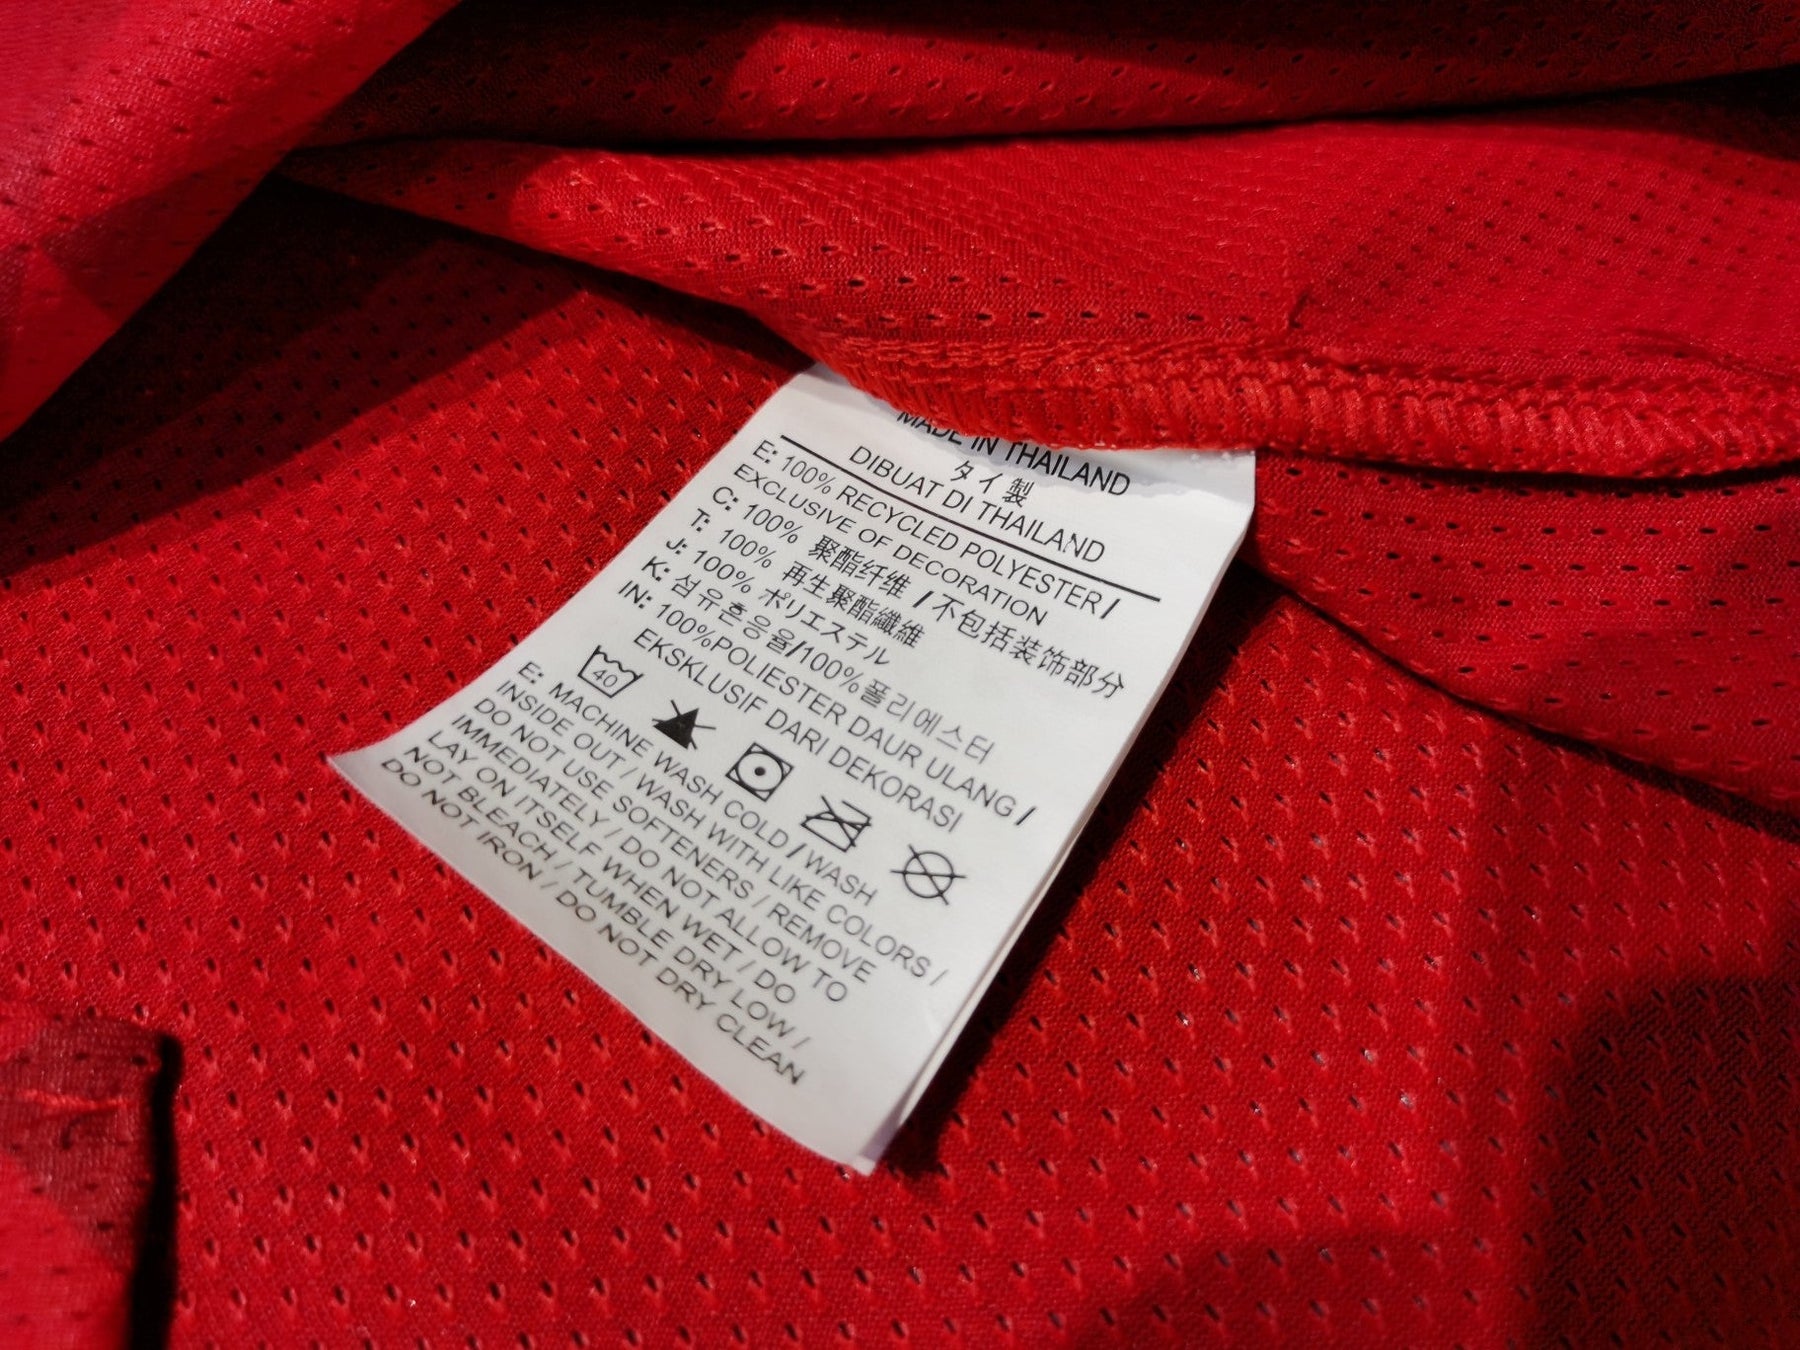 MADE IN THAILAND
タイ製
DIBUAT DI THAILAND
E: 100% RECYCLED POLYESTER /
EXCLUSIVE OF DECORATION
C: 100% 聚酯纤维 / 不包括装饰部分
T: 100% 再生聚酯纖維
J: 100% ポリエステル
K: 섬유혼용율/100%폴리에스터
IN: 100%POLIESTER DAUR ULANG /
EKSKLUSIF DARI DEKORASI
40
E: MACHINE WASH COLD / WASH
INSIDE OUT / WASH WITH LIKE COLORS /
DO NOT USE SOFTENERS / REMOVE
IMMEDIATELY / DO NOT ALLOW TO
LAY ON ITSELF WHEN WET / DO
NOT BLEACH / TUMBLE DRY LOW /
DO NOT IRON / DO NOT DRY CLEAN